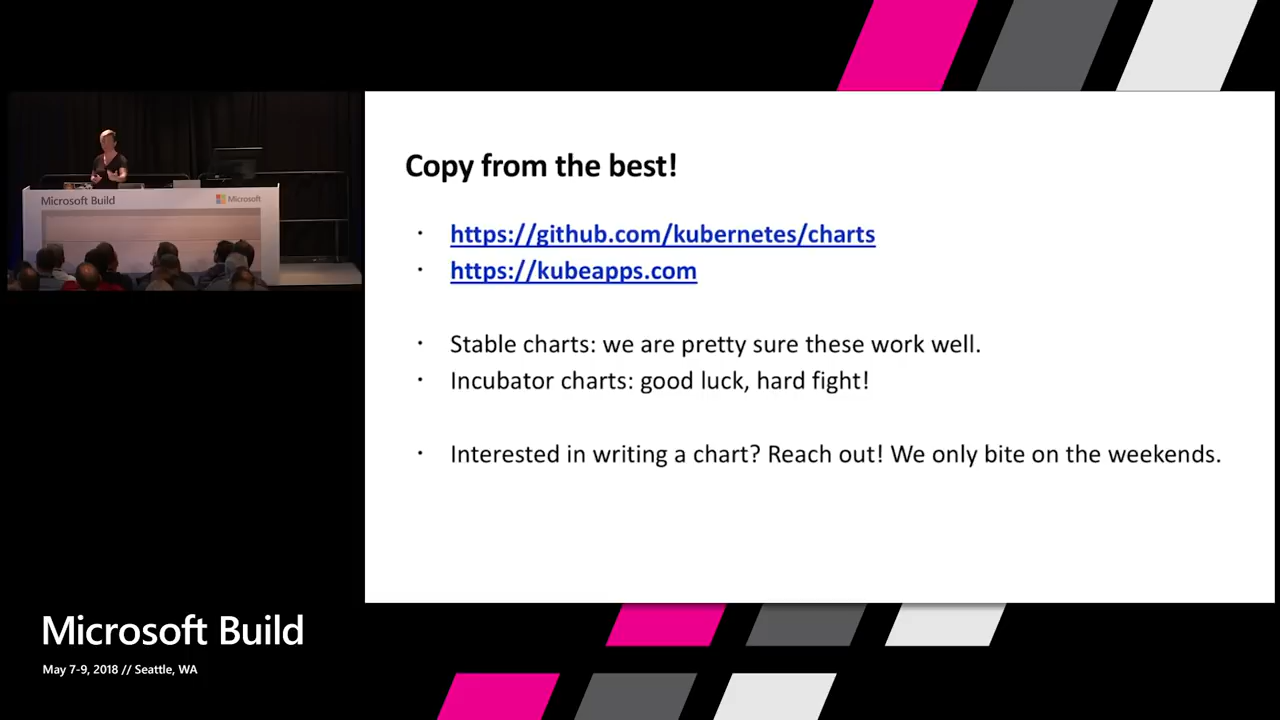 Microsoft Build
Microsoft
Copy from the best!
· https://github.com/kubernetes/charts
· https://kubeapps.com
· Stable charts: we are pretty sure these work well.
· Incubator charts: good luck, hard fight!
· Interested in writing a chart? Reach out! We only bite on the weekends.
Microsoft Build
May 7-9, 2018 // Seattle, WA